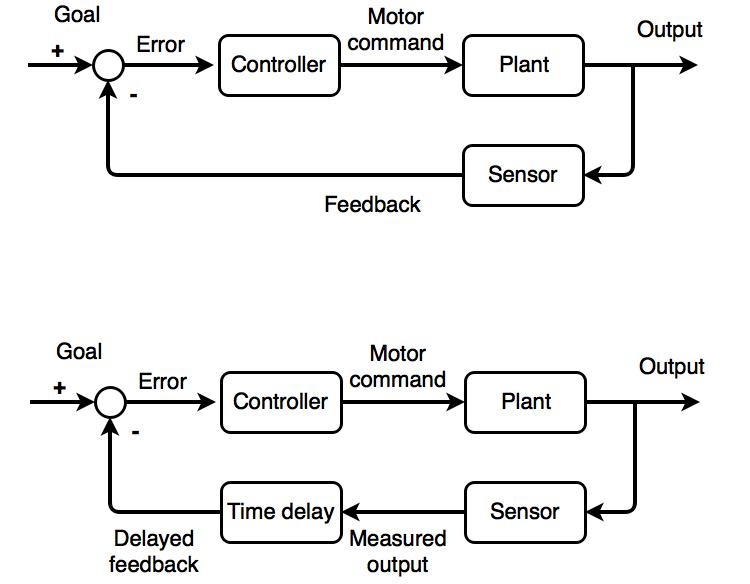 Goal
Motor
command
Output
+
Error
Controller
Plant
-
Sensor
Feedback
Goal
Motor
command
Output
+
Error
Controller
Plant
-
Time delay
Sensor
Delayed
feedback
Measured
output